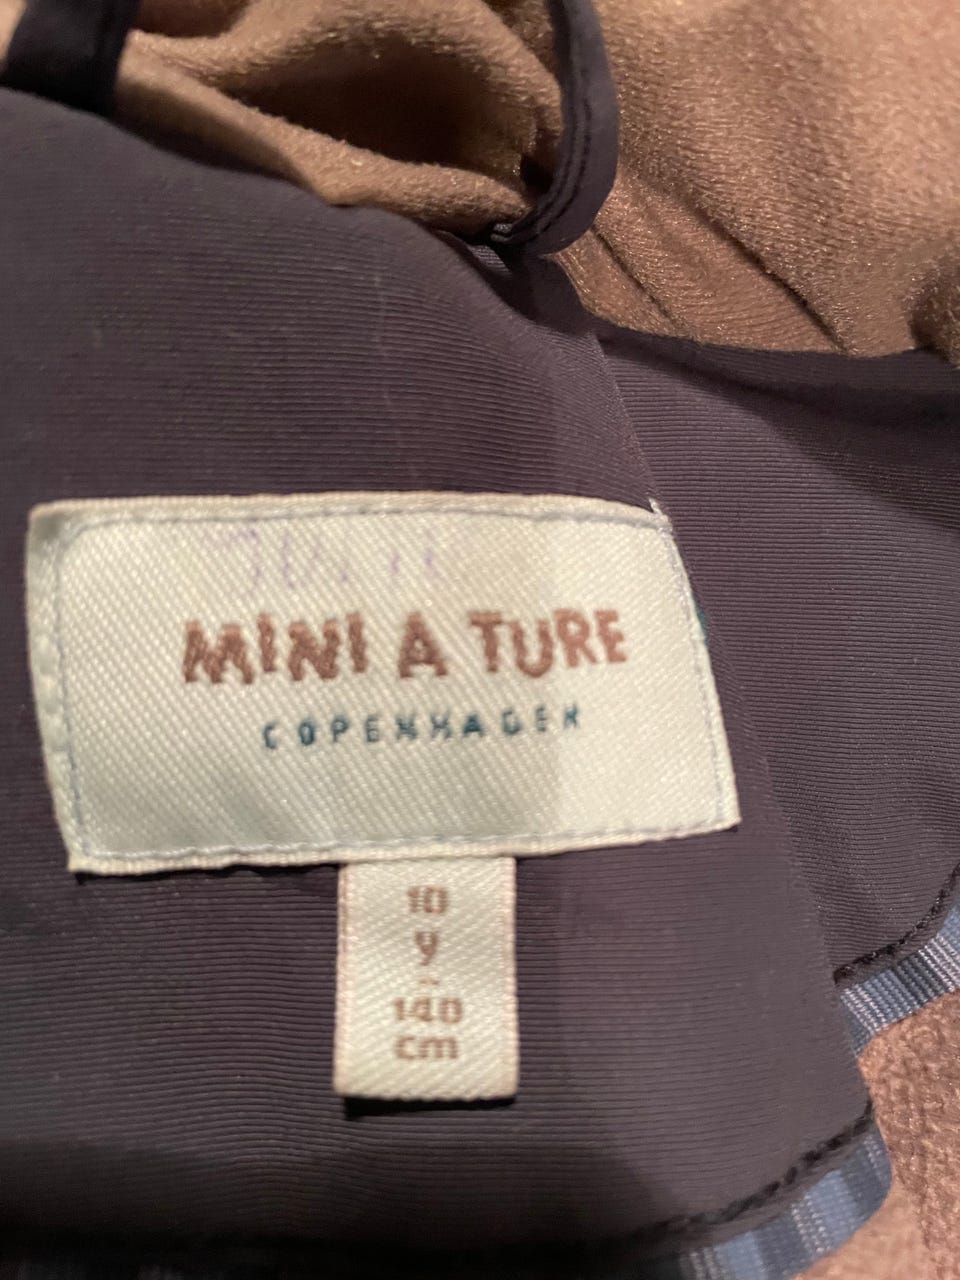 MINI A TURE
COPENHAGEN
10
y
-
140
cm